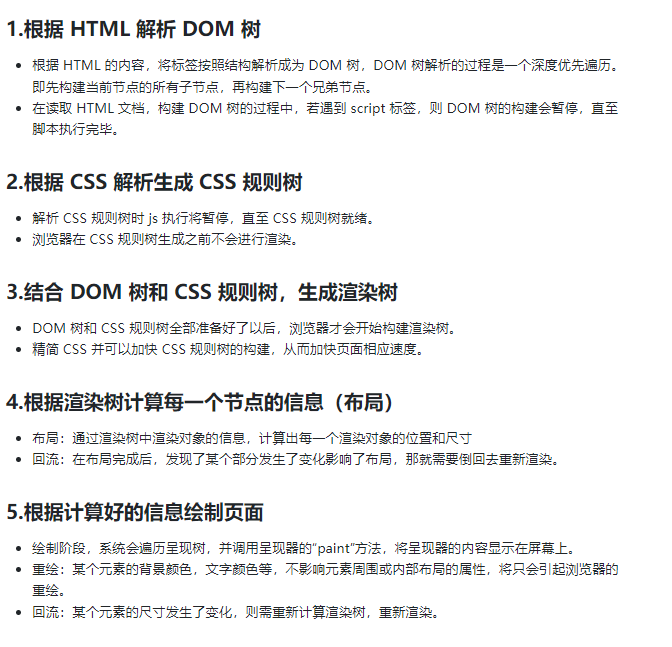 1.根据 HTML 解析 DOM 树
根据 HTML 的内容，将标签按照结构解析成为 DOM 树，DOM 树解析的过程是一个深度优先遍历。
即先构建当前节点的所有子节点，再构建下一个兄弟节点。
在读取 HTML 文档，构建 DOM 树的过程中，若遇到 script 标签，则 DOM 树的构建会暂停，直至
脚本执行完毕。
2.根据 CSS 解析生成 CSS 规则树
解析 CSS 规则树时 js 执行将暂停，直至 CSS 规则树就绪。
浏览器在 CSS 规则树生成之前不会进行渲染。
3.结合 DOM 树和 CSS 规则树，生成渲染树
DOM 树和 CSS 规则树全部准备好了以后，浏览器才会开始构建渲染树。
精简 CSS 并可以加快 CSS 规则树的构建，从而加快页面相应速度。
4.根据渲染树计算每一个节点的信息（布局）
布局：通过渲染树中渲染对象的信息，计算出每一个渲染对象的位置和尺寸
回流：在布局完成后，发现了某个部分发生了变化影响了布局，那就需要倒回去重新渲染。
5.根据计算好的信息绘制页面
绘制阶段，系统会遍历呈现树，并调用呈现器的“paint”方法，将呈现器的内容显示在屏幕上。
重绘：某个元素的背景颜色，文字颜色等，不影响元素周围或内部布局的属性，将只会引起浏览器的
重绘。
回流：某个元素的尺寸发生了变化，则需重新计算渲染树，重新渲染。